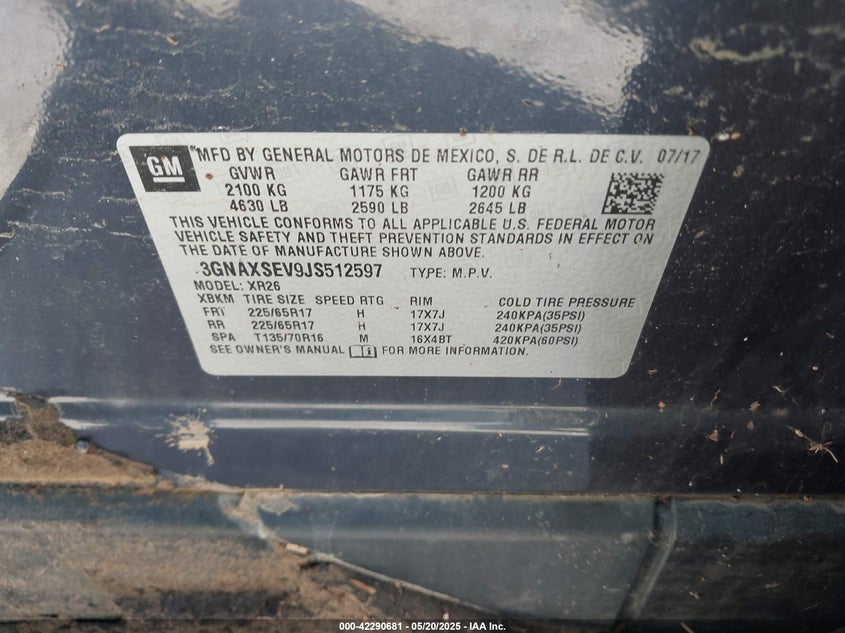 GM MFD BY GENERAL MOTORS DE MEXICO, S. DE R.L. DE C.V. 07/17
GVWR GAWR FRT GAWR RR
2100 KG 1175 KG 1200 KG
4630 LB 2590 LB 2645 LB
THIS VEHICLE CONFORMS TO ALL APPLICABLE U.S. FEDERAL MOTOR
VEHICLE SAFETY AND THEFT PREVENTION STANDARDS IN EFFECT ON
THE DATE OF MANUFACTURE SHOWN ABOVE.
3GNAXSEV9JS512597 TYPE: M.P.V.
MODEL: XR26
XBKM TIRE SIZE SPEED RTG RIM COLD TIRE PRESSURE
FRT 225/65R17 H 17X7J 240KPA(35PSI)
RR 225/65R17 H 17X7J 240KPA(35PSI)
SPA T135/70R16 M 16X4BT 420KPA(60PSI)
SEE OWNER'S MANUAL FOR MORE INFORMATION.
000-42290681 - 05/20/2025 - IAA Inc.